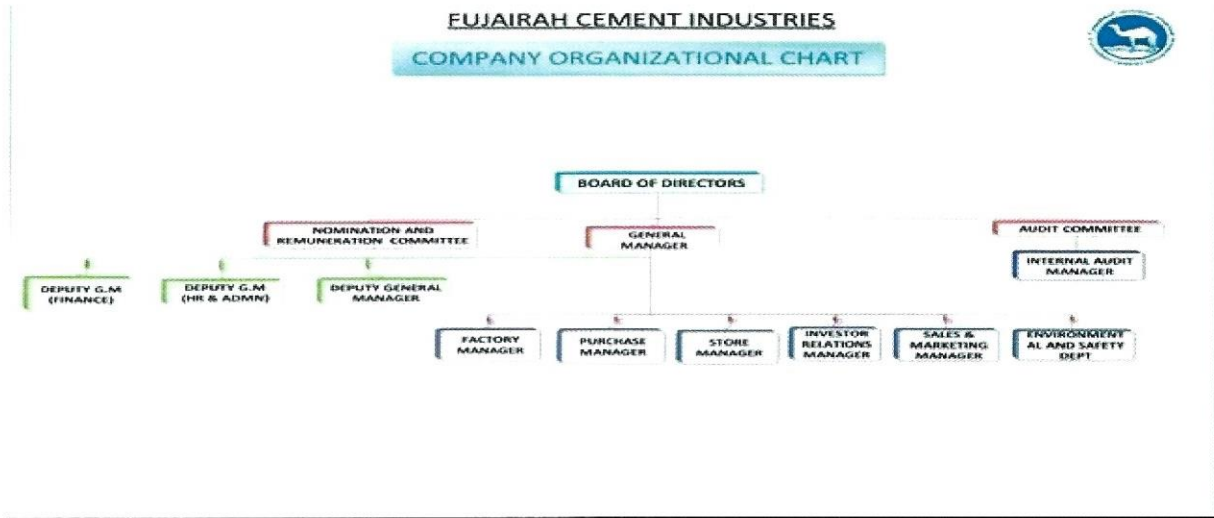 FUJAIRAH CEMENT INDUSTRIES
COMPANY ORGANIZATIONAL CHART
BOARD OF DIRECTORS
NOMINATION AND
REMUNERATION COMMITTEE
GENERAL
MANAGER
AUDIT COMMITTEE
INTERNAL AUDIT
MANAGER
DEPUTY G.M
(FINANCE)
DEPUTY G.M
(HR & ADMN)
DEPUTY GENERAL
MANAGER
FACTORY
MANAGER
PURCHASE
MANAGER
STORE
MANAGER
INVESTOR
RELATIONS
MANAGER
SALES &
MARKETING
MANAGER
ENVIRONMENT
AL AND SAFETY
DEPT